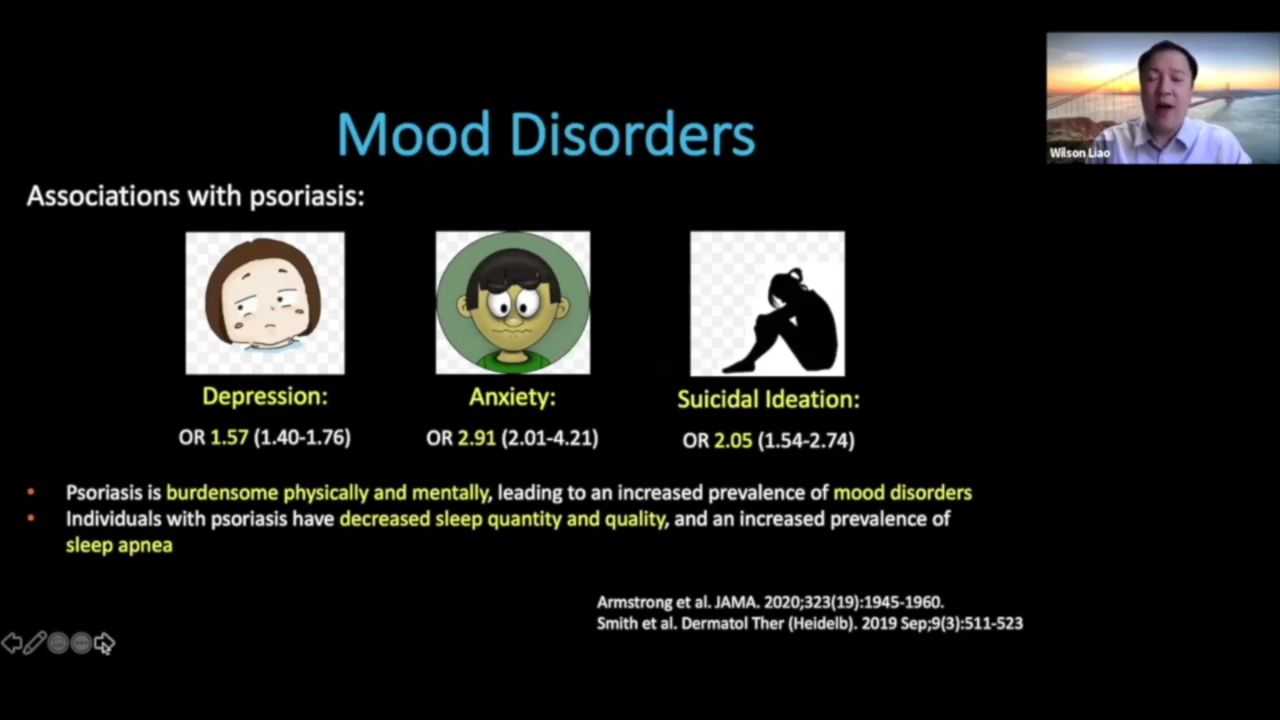 Mood Disorders
Wilson Liao
Associations with psoriasis:
Depression:
OR 1.57 (1.40-1.76)
Anxiety:
OR 2.91 (2.01-4.21)
Suicidal Ideation:
OR 2.05 (1.54-2.74)
• Psoriasis is burdensome physically and mentally, leading to an increased prevalence of mood disorders
• Individuals with psoriasis have decreased sleep quantity and quality, and an increased prevalence of
sleep apnea
Armstrong et al. JAMA. 2020;323(19):1945-1960.
Smith et al. Dermatol Ther (Heidelb). 2019 Sep;9(3):511-523